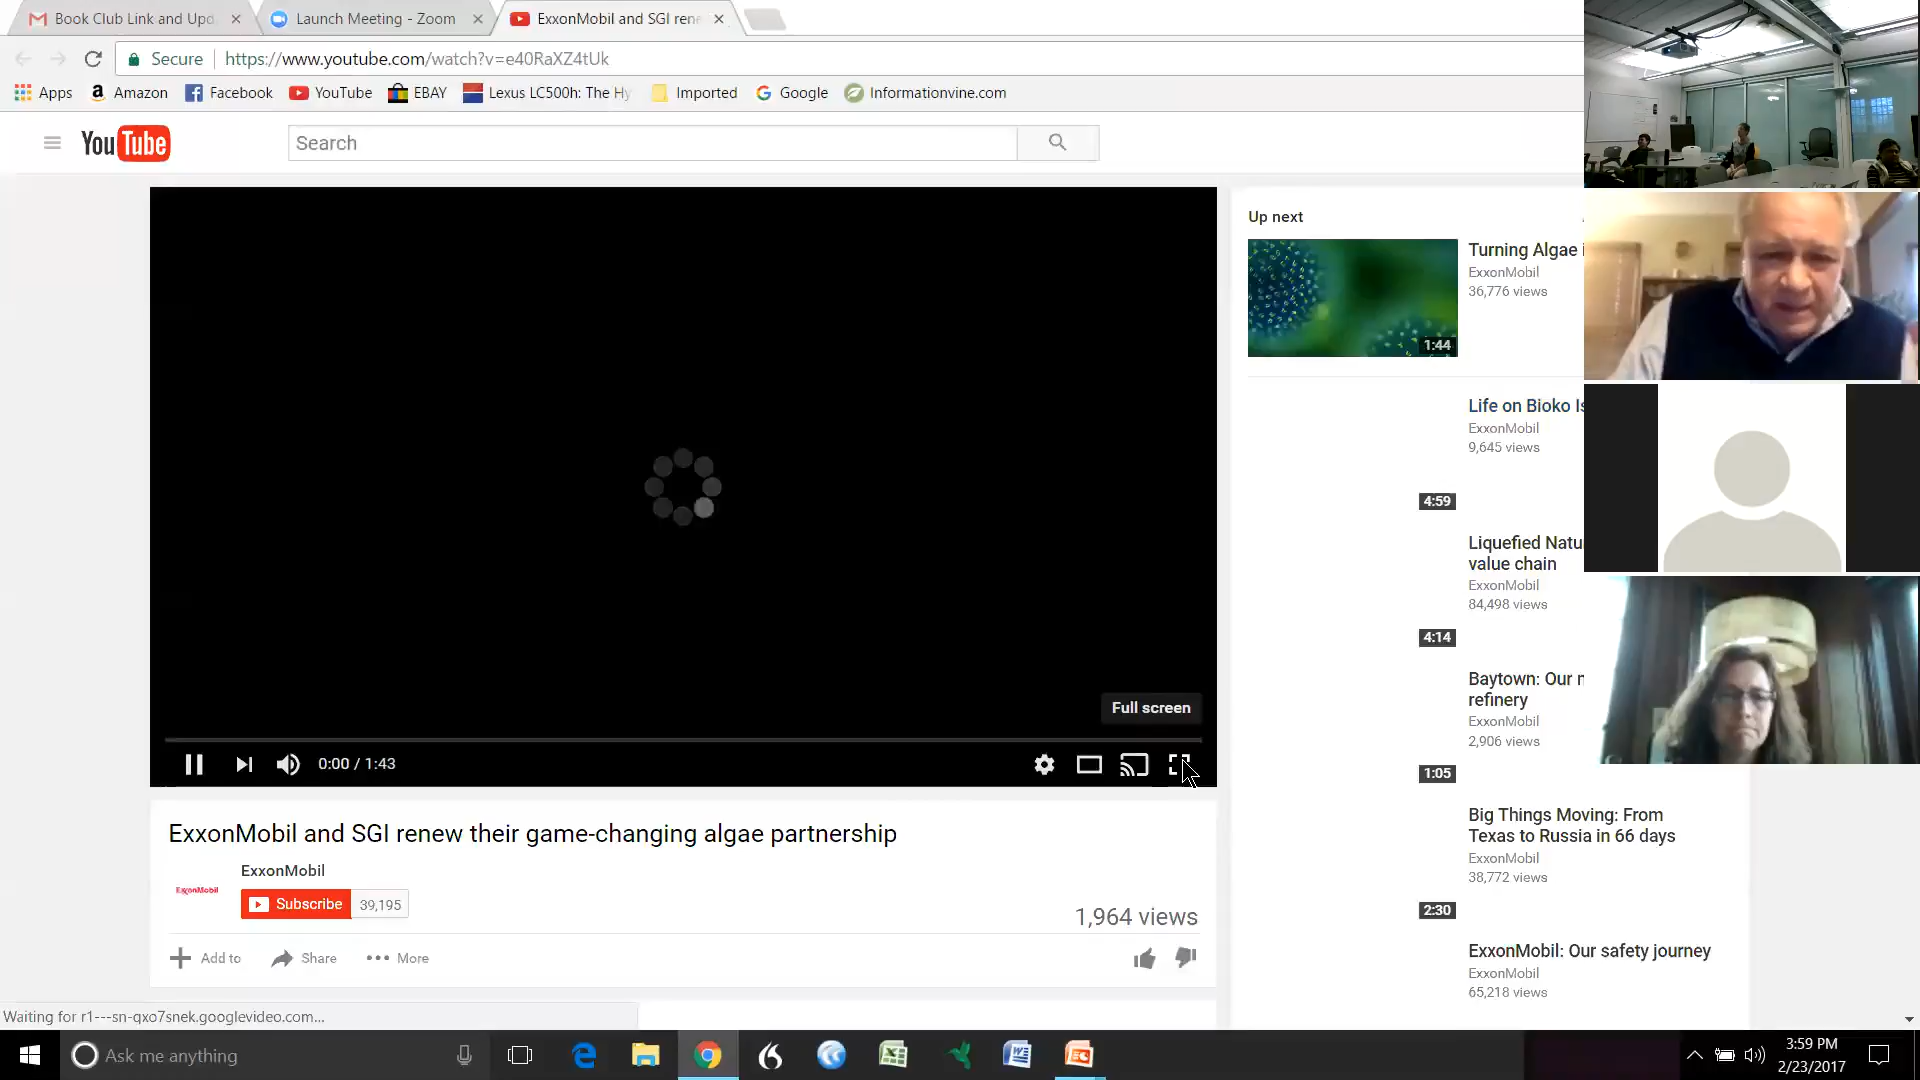 Book Club Link and Upd
Launch Meeting - Zoom
ExxonMobil and SGI ren
Secure
https://www.youtube.com/watch?v=e40RaXZ4tUk
Apps
Amazon
Facebook
YouTube
EBAY
Lexus LC500h: The Hy
Imported
Google
Informationvine.com
YouTube
Search
Up next
Turning Algae i
ExxonMobil
36,776 views
1:44
Life on Bioko Is
ExxonMobil
9,645 views
4:59
Liquefied Natu
value chain
ExxonMobil
84,498 views
4:14
Baytown: Our r
refinery
ExxonMobil
2,906 views
1:05
Big Things Moving: From
Texas to Russia in 66 days
ExxonMobil
38,772 views
2:30
ExxonMobil: Our safety journey
ExxonMobil
65,218 views
Full screen
0:00 / 1:43
ExxonMobil and SGI renew their game-changing algae partnership
ExxonMobil
ExxonMobil
Subscribe
39,195
1,964 views
Add to
Share
More
Waiting for r1---sn-qxo7snek.googlevideo.com...
Ask me anything
3:59 PM
2/23/2017